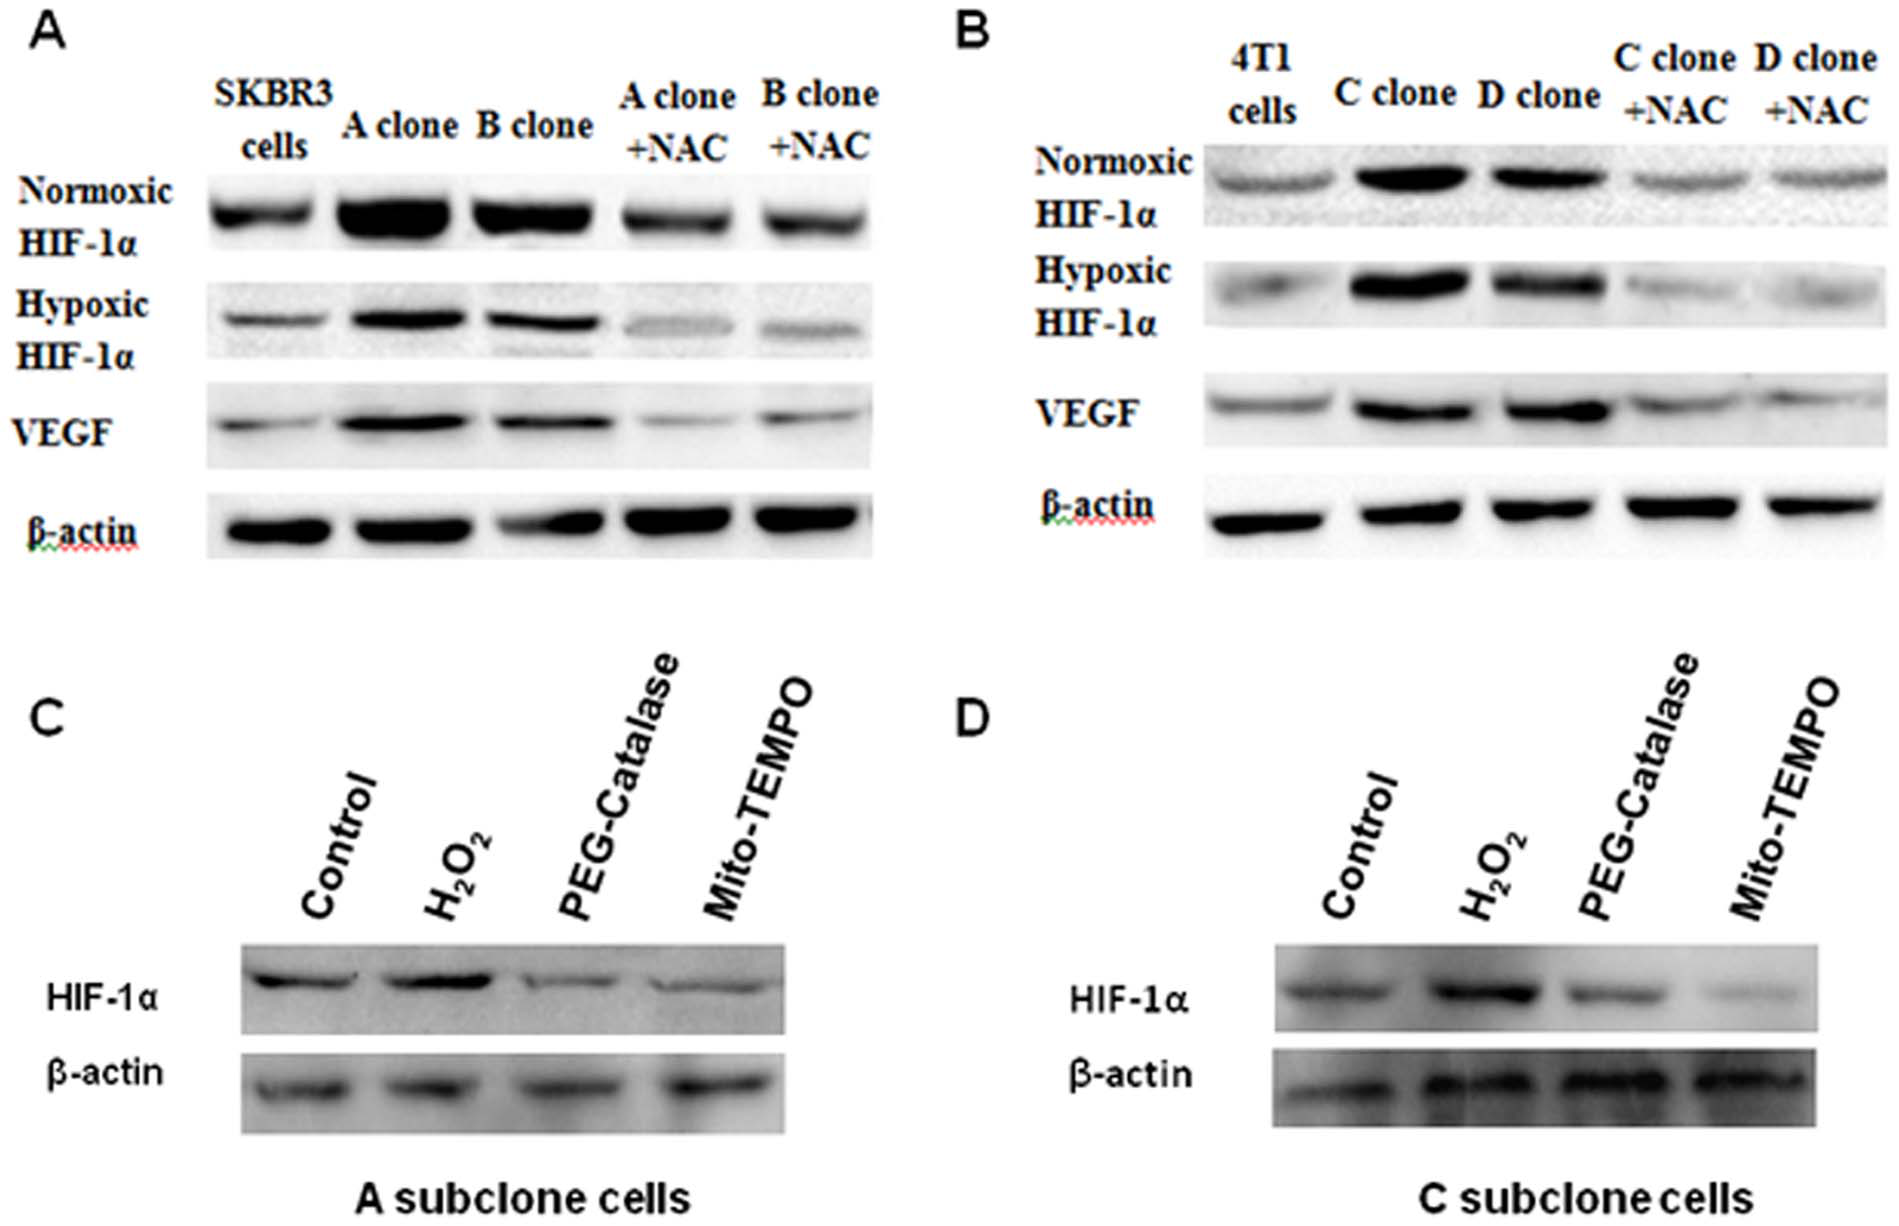 A
SKBR3
cells
A clone
B clone
A clone
+NAC
B clone
+NAC
Normoxic
HIF-1α
Hypoxic
HIF-1α
VEGF
β-actin
B
4T1
cells
C clone
D clone
C clone
+NAC
D clone
+NAC
Normoxic
HIF-1α
Hypoxic
HIF-1α
VEGF
β-actin
C
Control
H₂O₂
PEG-Catalase
Mito-TEMPO
HIF-1α
β-actin
A subclone cells
D
Control
H₂O₂
PEG-Catalase
Mito-TEMPO
HIF-1α
β-actin
C subclone cells